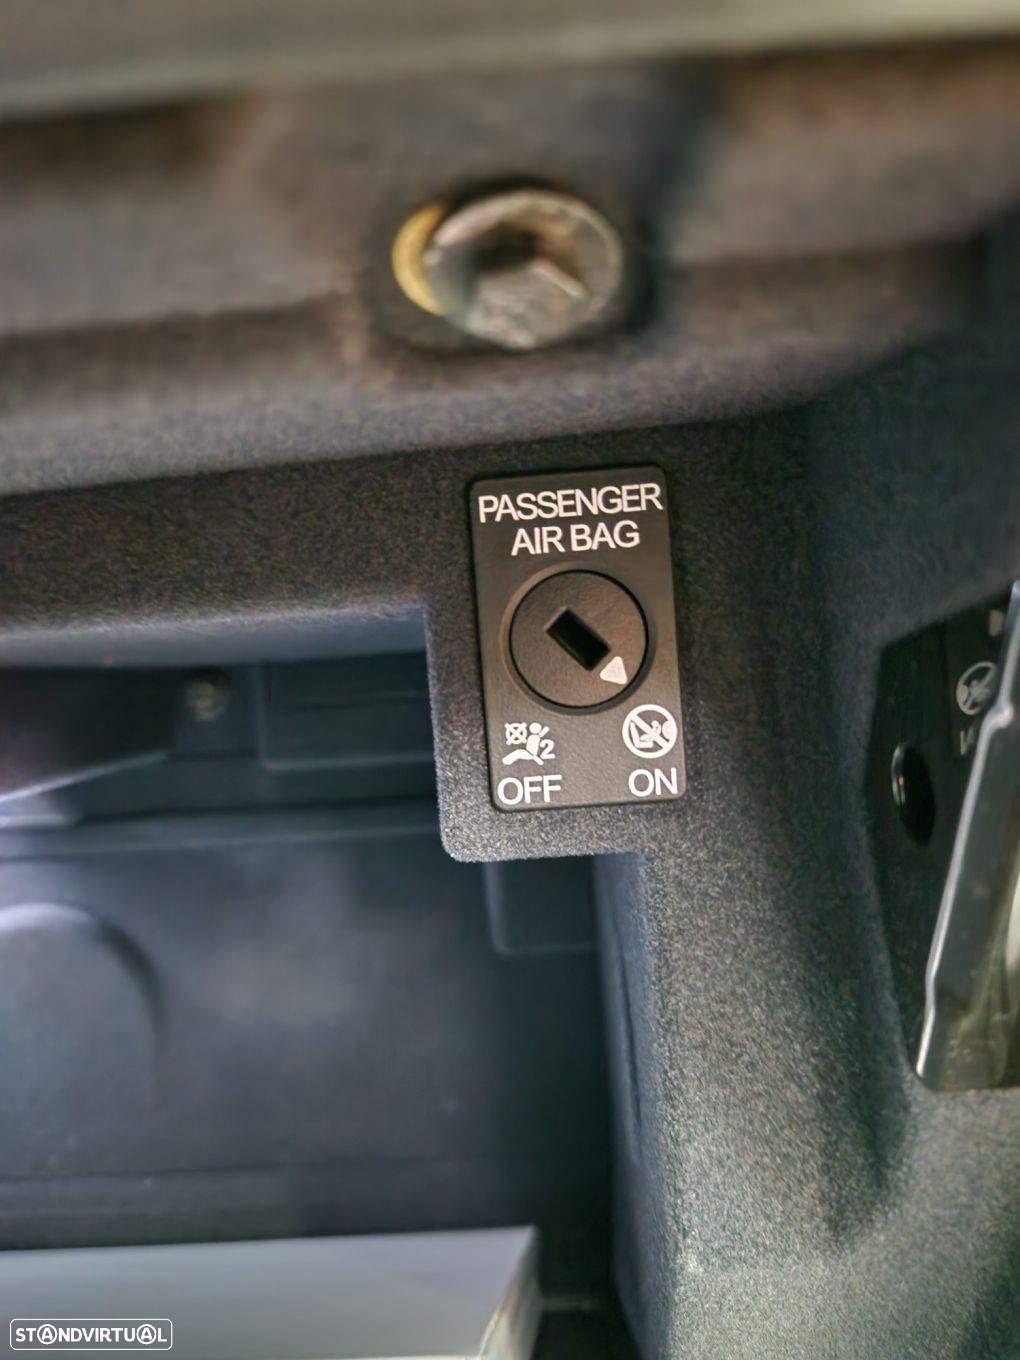 PASSENGER
AIR BAG
2
OFF ON
STANDVIRTUAL